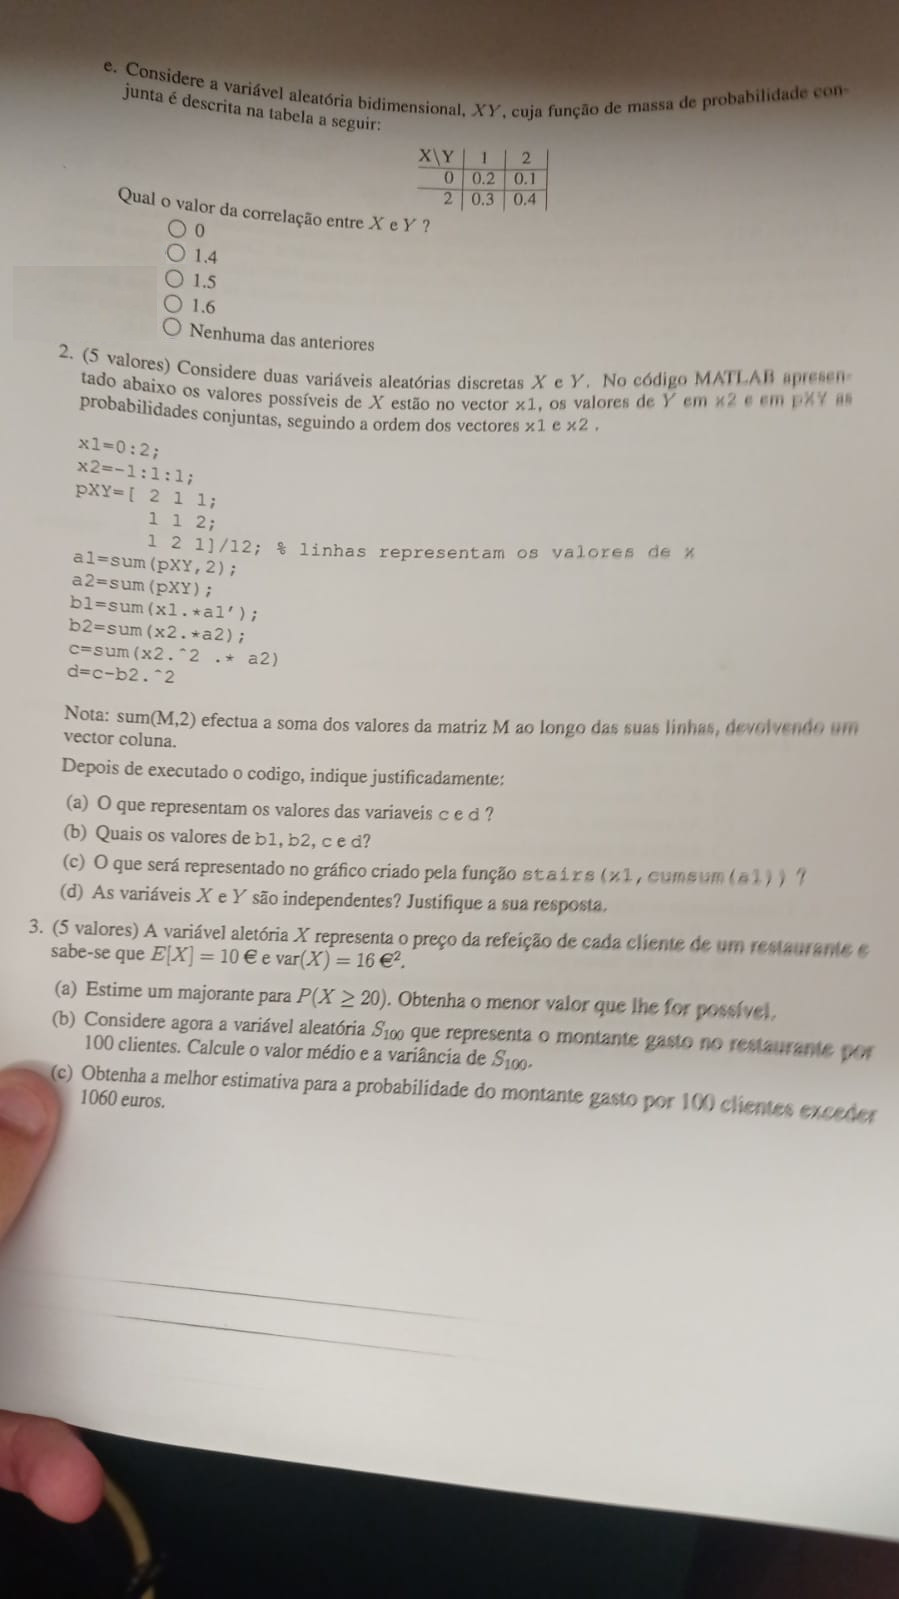 e. Considere a variável aleatória bidimensional, XY, cuja função de massa de probabilidade con-
junta é descrita na tabela a seguir:
X\Y | 1 | 2
0 | 0.2 | 0.1
2 | 0.3 | 0.4
Qual o valor da correlação entre X e Y ?
○ 0
○ 1.4
○ 1.5
○ 1.6
○ Nenhuma das anteriores
2. (5 valores) Considere duas variáveis aleatórias discretas X e Y. No código MATLAB apresen-
tado abaixo os valores possíveis de X estão no vector x1, os valores de Y em x2 e em pXY as
probabilidades conjuntas, seguindo a ordem dos vectores x1 e x2 .
x1=0:2;
x2=-1:1:1;
pXY=[ 2 1 1;
1 1 2;
1 2 1]/12; % linhas representam os valores de x
a1=sum(pXY,2);
a2=sum(pXY);
b1=sum(x1.*a1');
b2=sum(x2.*a2);
c=sum(x2.^2 .* a2)
d=c-b2.^2
Nota: sum(M,2) efectua a soma dos valores da matriz M ao longo das suas linhas, devolvendo um
vector coluna.
Depois de executado o codigo, indique justificadamente:
(a) O que representam os valores das variaveis c e d ?
(b) Quais os valores de b1, b2, c e d?
(c) O que será representado no gráfico criado pela função stairs(x1,cumsum(a1)) ?
(d) As variáveis X e Y são independentes? Justifique a sua resposta.
3. (5 valores) A variável aletória X representa o preço da refeição de cada cliente de um restaurante e
sabe-se que E[X] = 10 € e var(X) = 16 €².
(a) Estime um majorante para P(X ≥ 20). Obtenha o menor valor que lhe for possível.
(b) Considere agora a variável aleatória S₁₀₀ que representa o montante gasto no restaurante por
100 clientes. Calcule o valor médio e a variância de S₁₀₀.
(c) Obtenha a melhor estimativa para a probabilidade do montante gasto por 100 clientes exceder
1060 euros.